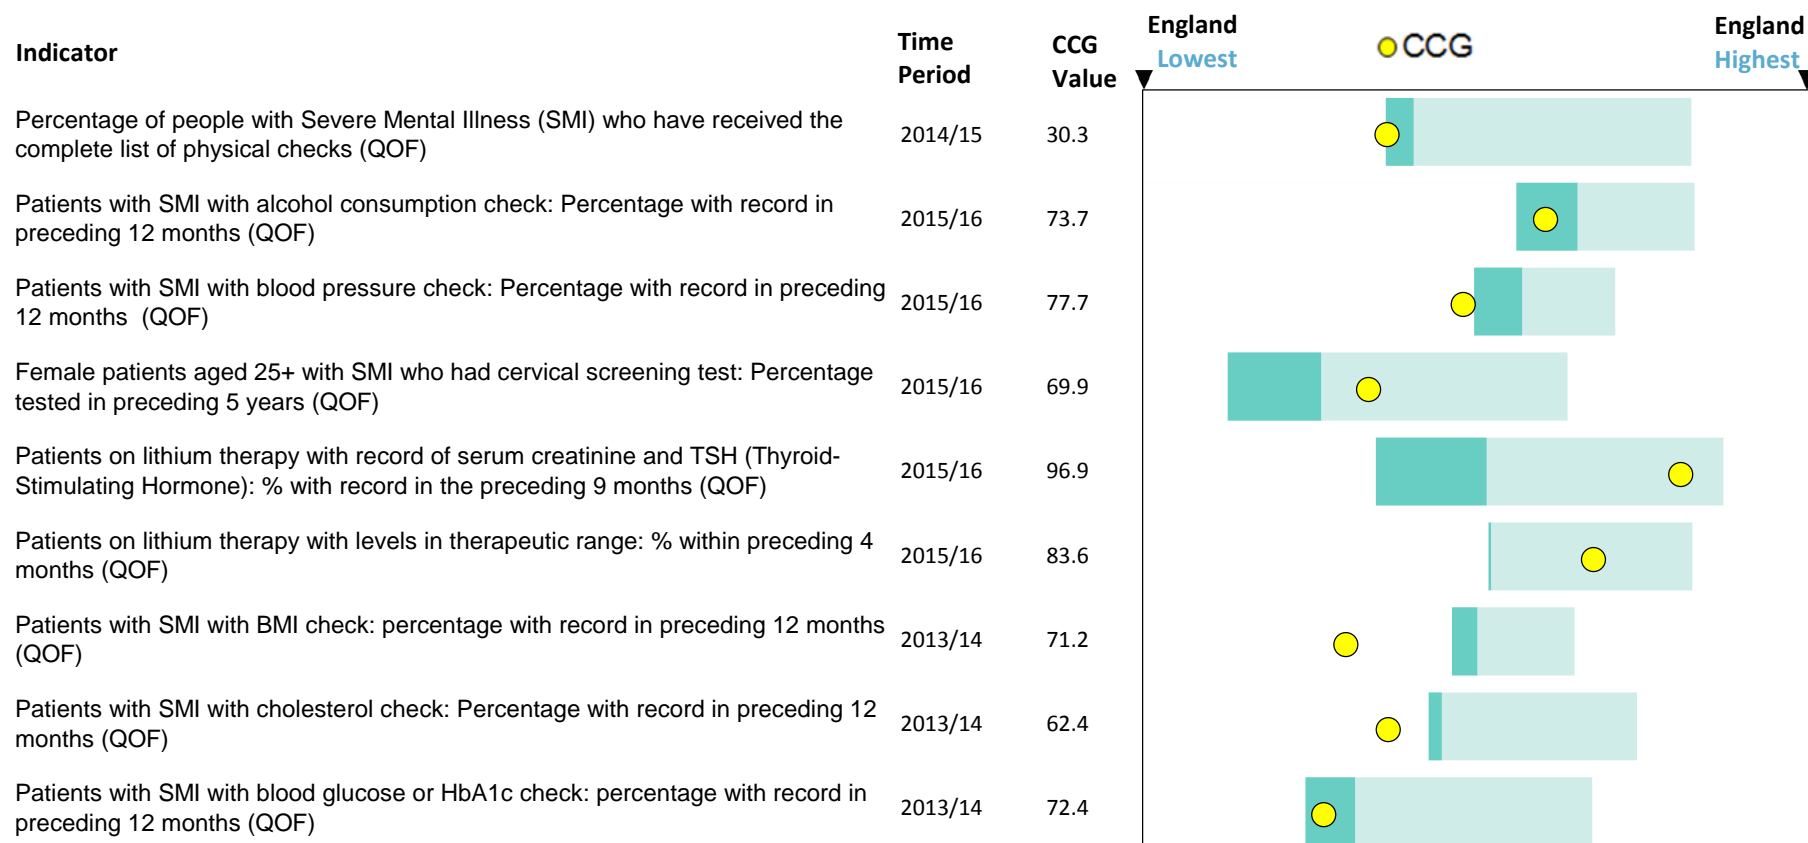 Indicator
Time Period
CCG Value
England Lowest
CCG
England Highest
Percentage of people with Severe Mental Illness (SMI) who have received the
complete list of physical checks (QOF)
2014/15
30.3
Patients with SMI with alcohol consumption check: Percentage with record in
preceding 12 months (QOF)
2015/16
73.7
Patients with SMI with blood pressure check: Percentage with record in preceding
12 months  (QOF)
2015/16
77.7
Female patients aged 25+ with SMI who had cervical screening test: Percentage
tested in preceding 5 years (QOF)
2015/16
69.9
Patients on lithium therapy with record of serum creatinine and TSH (Thyroid-
Stimulating Hormone): % with record in the preceding 9 months (QOF)
2015/16
96.9
Patients on lithium therapy with levels in therapeutic range: % within preceding 4
months (QOF)
2015/16
83.6
Patients with SMI with BMI check: percentage with record in preceding 12 months
(QOF)
2013/14
71.2
Patients with SMI with cholesterol check: Percentage with record in preceding 12
months (QOF)
2013/14
62.4
Patients with SMI with blood glucose or HbA1c check: percentage with record in
preceding 12 months (QOF)
2013/14
72.4